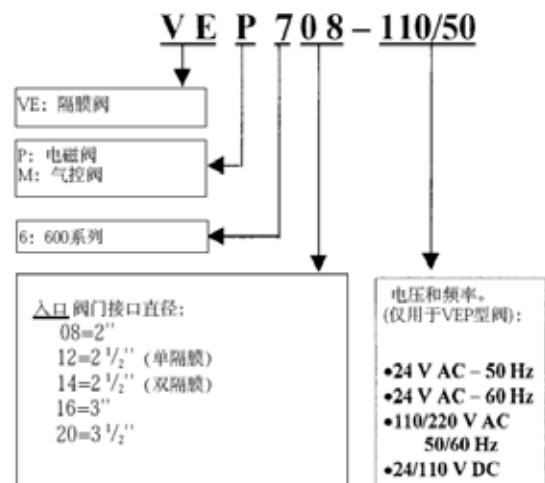 VEP708-110/50
VE: 隔膜阀
P: 电磁阀
M: 气控阀
6: 600系列
入口 阀门接口直径:
08=2''
12=2 1/2'' (单隔膜)
14=2 1/2'' (双隔膜)
16=3''
20=3 1/2''
电压和频率。
(仅用于VEP型阀):
•24 V AC – 50 Hz
•24 V AC – 60 Hz
•110/220 V AC
50/60 Hz
•24/110 V DC